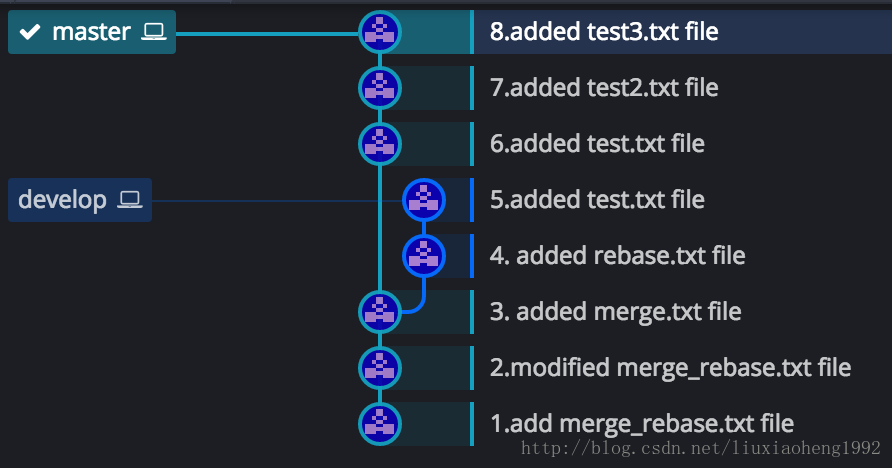 master 8.added test3.txt file
7.added test2.txt file
6.added test.txt file
develop 5.added test.txt file
4. added rebase.txt file
3. added merge.txt file
2.modified merge_rebase.txt file
1.add merge_rebase.txt file
http://blog.csdn.net/liuxiaoheng1992